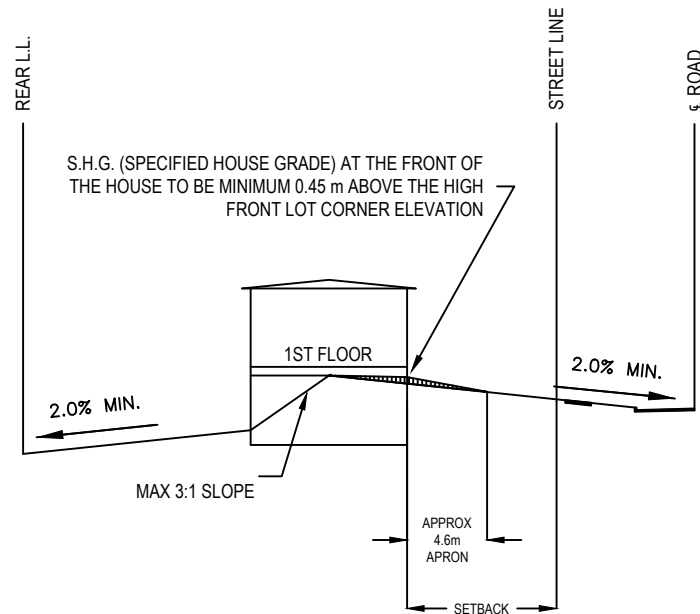 REAR L.L.
STREET LINE
℄ ROAD
S.H.G. (SPECIFIED HOUSE GRADE) AT THE FRONT OF
THE HOUSE TO BE MINIMUM 0.45 m ABOVE THE HIGH
FRONT LOT CORNER ELEVATION
1ST FLOOR
2.0% MIN.
2.0% MIN.
MAX 3:1 SLOPE
APPROX
4.6m
APRON
SETBACK